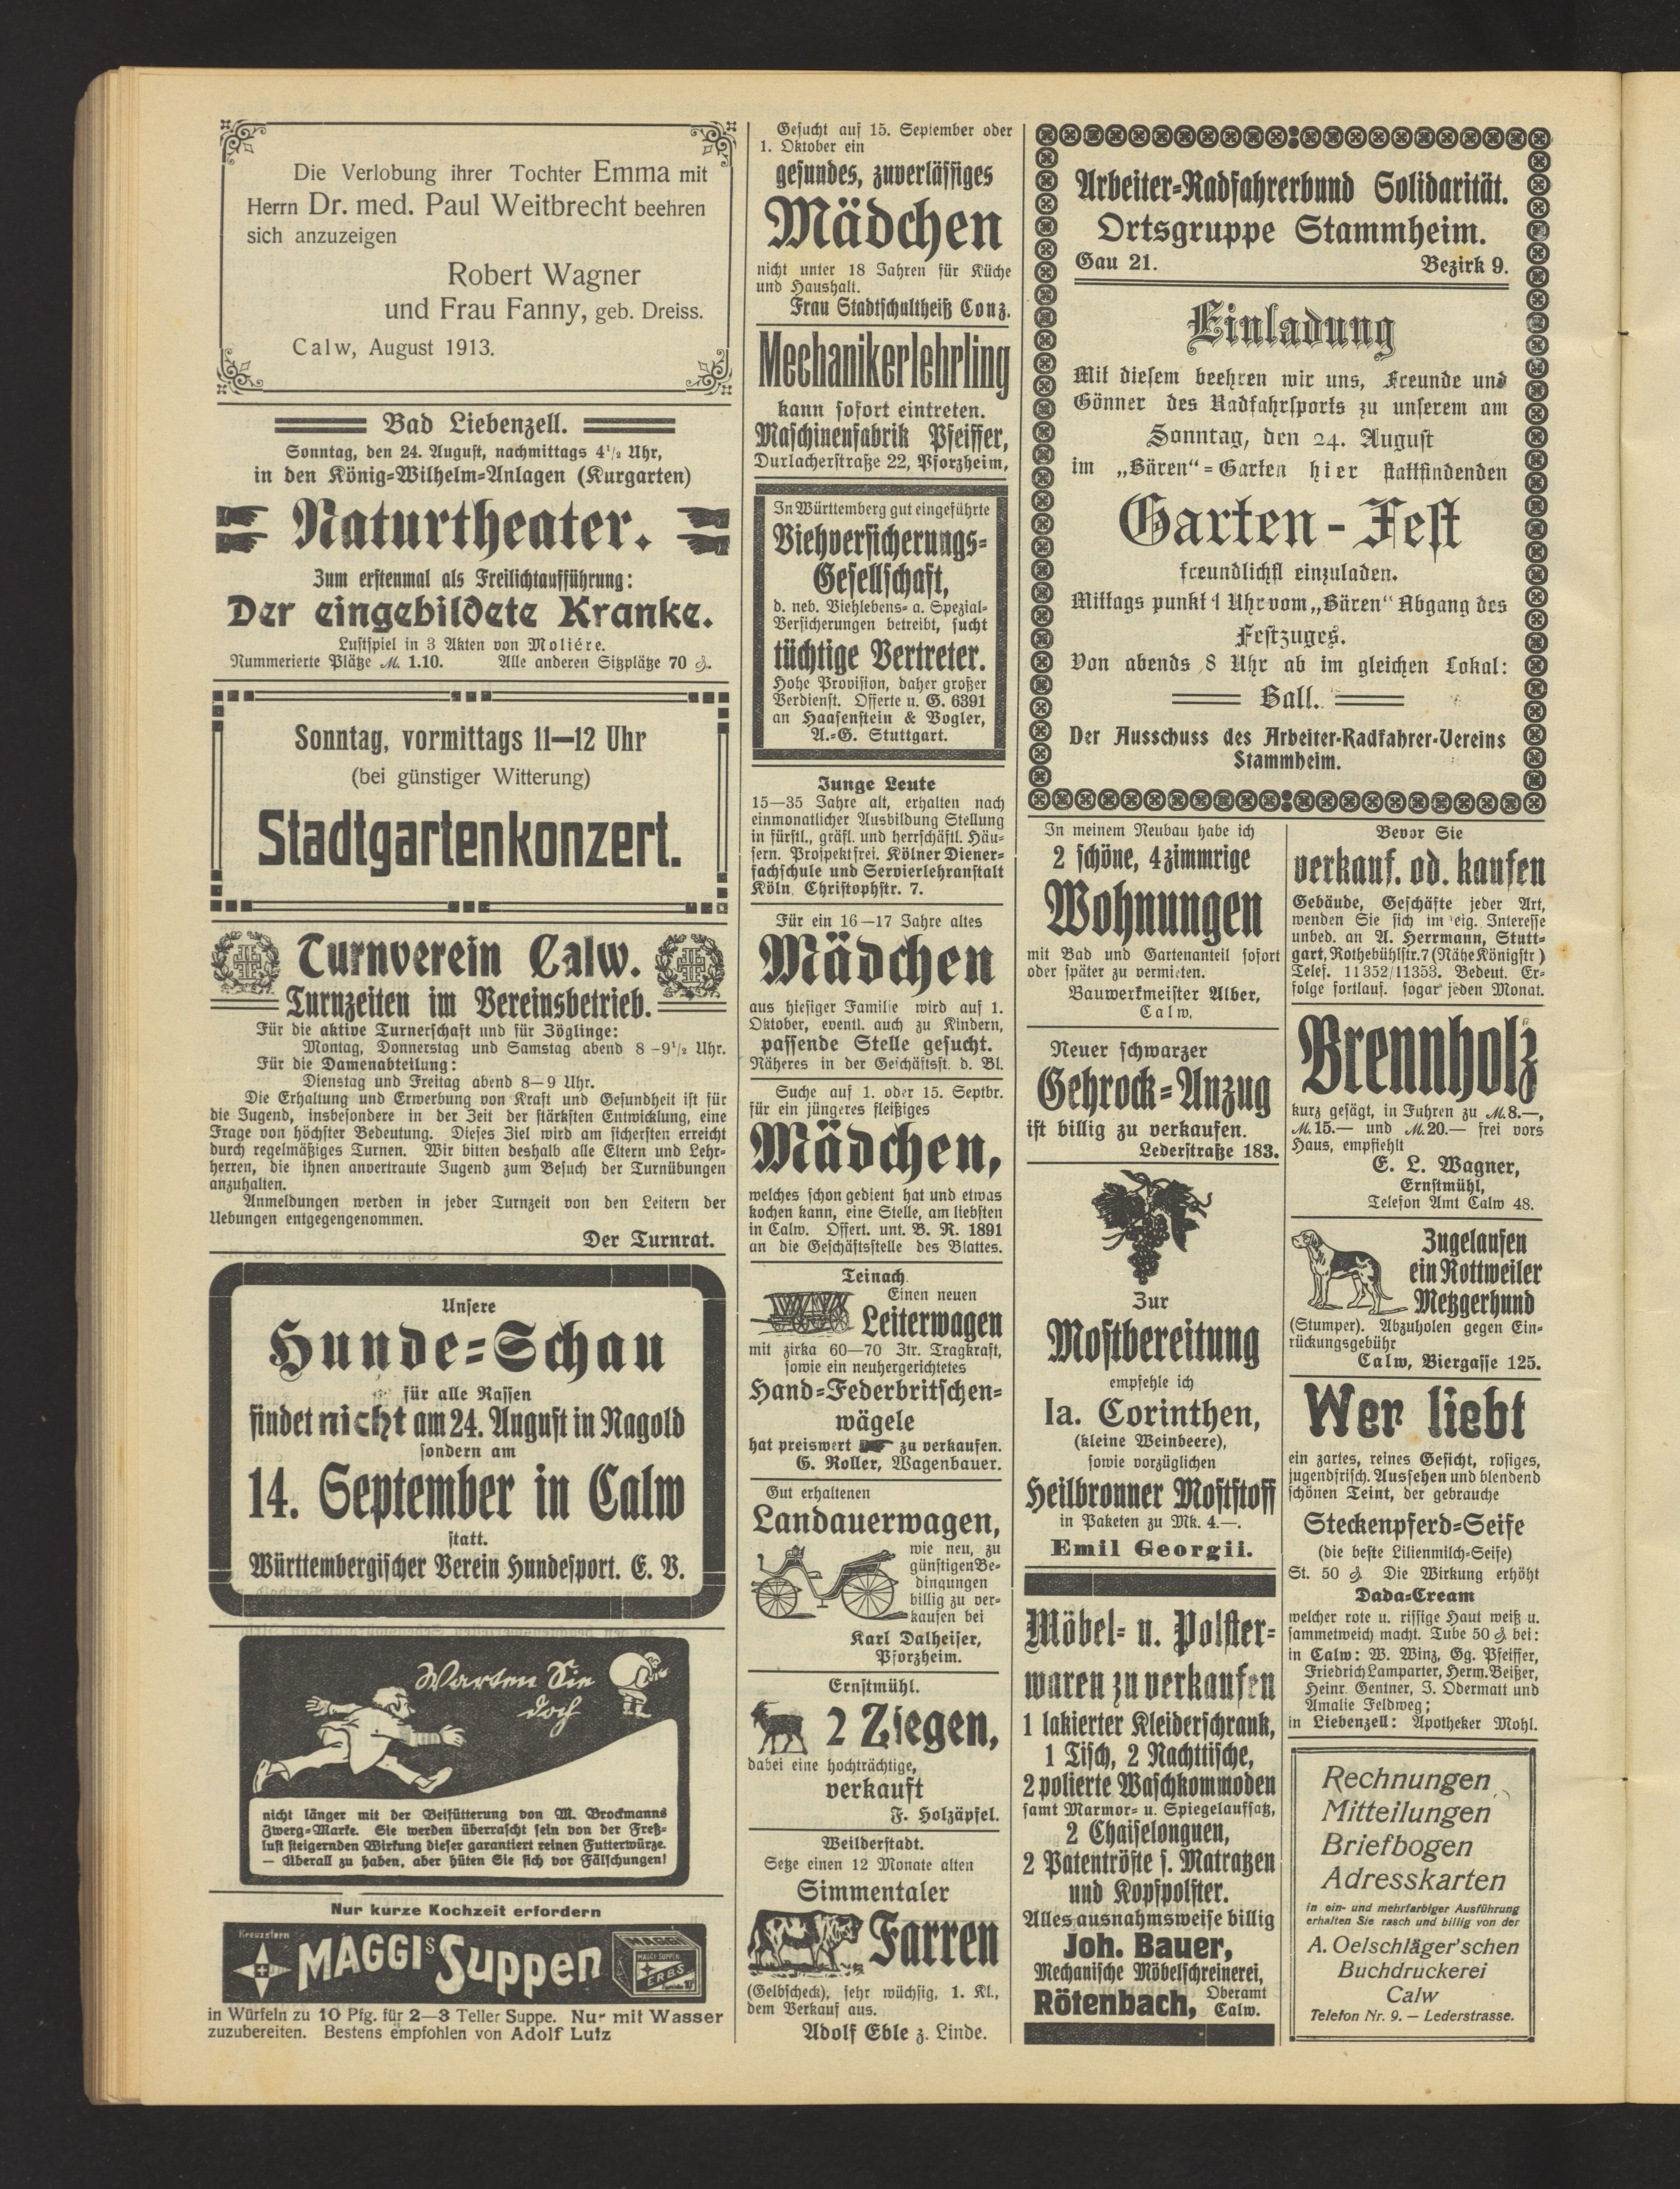 Die Verlobung ihrer Tochter Emma mit
Herrn Dr. med. Paul Weitbrecht beehren
sich anzuzeigen
Robert Wagner
und Frau Fanny, geb. Dreiss.
Calw, August 1913.
Bad Liebenzell.
Sonntag, den 24. August, nachmittags 4½ Uhr,
in den König-Wilhelm-Anlagen (Kurgarten)
Naturtheater.
Zum erstenmal als Freilichtaufführung:
Der eingebildete Kranke.
Lustspiel in 3 Akten von Moliére.
Nummerierte Plätze M. 1.10. Alle anderen Sitzplätze 70 ₰.
Sonntag, vormittags 11—12 Uhr
(bei günstiger Witterung)
Stadtgartenkonzert.
Turnverein Calw.
Turnzeiten im Vereinsbetrieb.
Für die aktive Turnerschaft und für Zöglinge:
Montag, Donnerstag und Samstag abend 8–9½ Uhr.
Für die Damenabteilung:
Dienstag und Freitag abend 8—9 Uhr.
Die Erhaltung und Erwerbung von Kraft und Gesundheit ist für
die Jugend, insbesondere in der Zeit der stärksten Entwicklung, eine
Frage von höchster Bedeutung. Dieses Ziel wird am sichersten erreicht
durch regelmäßiges Turnen. Wir bitten deshalb alle Eltern und Lehr-
herren, die ihnen anvertraute Jugend zum Besuch der Turnübungen
anzuhalten.
Anmeldungen werden in jeder Turnzeit von den Leitern der
Uebungen entgegengenommen.
Der Turnrat.
Unsere
Hunde-Schau
für alle Rassen
findet nicht am 24. August in Nagold
sondern am
14. September in Calw
statt.
Württembergischer Verein Hundesport. E. V.
Warten Sie
doch
nicht länger mit der Beifütterung von M. Brockmanns
Zwerg-Marke. Sie werden überrascht sein von der Freß-
lust steigernden Wirkung dieser garantiert reinen Futterwürze.
— Überall zu haben, aber hüten Sie sich vor Fälschungen!
Nur kurze Kochzeit erfordern
Kreuzstern
MAGGIs Suppen
MAGGI
MAGGI-SUPPEN
ERBS
in Würfeln zu 10 Pfg. für 2—3 Teller Suppe. Nur mit Wasser
zuzubereiten. Bestens empfohlen von Adolf Lutz
Gesucht auf 15. September oder
1. Oktober ein
gesundes, zuverlässiges
Mädchen
nicht unter 18 Jahren für Küche
und Haushalt.
Frau Stadtschultheiß Conz.
Mechanikerlehrling
kann sofort eintreten.
Maschinenfabrik Pfeiffer,
Durlacherstraße 22, Pforzheim,
In Württemberg gut eingeführte
Viehversicherungs-
Gesellschaft,
d. neb. Viehlebens- a. Spezial-
Versicherungen betreibt, sucht
tüchtige Vertreter.
Hohe Provision, daher großer
Verdienst. Offerte u. G. 6391
an Haasenstein & Vogler,
A.-G. Stuttgart.
Junge Leute
15—35 Jahre alt, erhalten nach
einmonatlicher Ausbildung Stellung
in fürstl., gräfl. und herrschäftl. Häu-
sern. Prospekt frei. Kölner Diener-
fachschule und Servierlehranstalt
Köln, Christophstr. 7.
Für ein 16—17 Jahre altes
Mädchen
aus hiesiger Familie wird auf 1.
Oktober, eventl. auch zu Kindern,
passende Stelle gesucht.
Näheres in der Geschäftsst. d. Bl.
Suche auf 1. oder 15. Septbr.
für ein jüngeres fleißiges
Mädchen,
welches schon gedient hat und etwas
kochen kann, eine Stelle, am liebsten
in Calw. Offert. unt. B. R. 1891
an die Geschäftsstelle des Blattes.
Teinach.
Einen neuen
Leiterwagen
mit zirka 60—70 Ztr. Tragkraft,
sowie ein neuhergerichtetes
Hand-Federbritschen-
wägele
hat preiswert zu verkaufen.
G. Roller, Wagenbauer.
Gut erhaltenen
Landauerwagen,
wie neu, zu
günstigen Be-
dingungen
billig zu ver-
kaufen bei
Karl Dalheiser,
Pforzheim.
Ernstmühl.
2 Ziegen,
dabei eine hochträchtige,
verkauft
F. Holzäpfel.
Weilderstadt.
Setze einen 12 Monate alten
Simmentaler
Farren
(Gelbscheck), sehr wüchsig, 1. Kl.,
dem Verkauf aus.
Adolf Eble z. Linde.
Arbeiter-Radfahrerbund Solidarität.
Ortsgruppe Stammheim.
Gau 21. Bezirk 9.
Einladung
Mit diesem beehren wir uns, Freunde und
Gönner des Radfahrsports zu unserem am
Sonntag, den 24. August
im „Bären“-Garten hier stattfindenden
Garten-Fest
freundlichst einzuladen.
Mittags punkt 1 Uhr vom „Bären“ Abgang des
Festzuges.
Von abends 8 Uhr ab im gleichen Lokal:
Ball.
Der Ausschuss des Arbeiter-Radfahrer-Vereins
Stammheim.
In meinem Neubau habe ich
2 schöne, 4zimmrige
Wohnungen
mit Bad und Gartenanteil sofort
oder später zu vermieten.
Bauwerkmeister Alber,
Calw.
Neuer schwarzer
Gehrock-Anzug
ist billig zu verkaufen.
Lederstraße 183.
Zur
Mostbereitung
empfehle ich
Ia. Corinthen,
(kleine Weinbeere),
sowie vorzüglichen
Heilbronner Moststoff
in Paketen zu Mk. 4.—.
Emil Georgii.
Möbel- u. Polster-
waren zu verkaufen
1 lakierter Kleiderschrank,
1 Tisch, 2 Nachttische,
2 polierte Waschkommoden
samt Marmor- u. Spiegelaufsatz,
2 Chaiselonguen,
2 Patentröste s. Matratzen
und Kopfpolster.
Alles ausnahmsweise billig
Joh. Bauer,
Mechanische Möbelschreinerei,
Rötenbach, Oberamt
Calw.
Bevor Sie
verkauf. od. kaufen
Gebäude, Geschäfte jeder Art,
wenden Sie sich im eig. Interesse
unbed. an A. Herrmann, Stutt-
gart, Rothebühlstr. 7 (Nähe Königstr)
Telef. 11352/11353. Bedeut. Er-
folge fortlauf. sogar jeden Monat.
Brennholz
kurz gesägt, in Fuhren zu M. 8.—,
M. 15.— und M. 20.— frei vors
Haus, empfiehlt
E. L. Wagner,
Ernstmühl,
Telefon Amt Calw 48.
Zugelaufen
ein Rottweiler
Metzgerhund
(Stumper). Abzuholen gegen Ein-
rückungsgebühr
Calw, Biergasse 125.
Wer liebt
ein zartes, reines Gesicht, rosiges,
jugendfrisch. Aussehen und blendend
schönen Teint, der gebrauche
Steckenpferd-Seife
(die beste Lilienmilch-Seife)
St. 50 ₰. Die Wirkung erhöht
Dada-Cream
welcher rote u. rissige Haut weiß u.
sammetweich macht. Tube 50 ₰ bei:
in Calw: W. Winz, Gg. Pfeiffer,
Friedrich Lamparter, Herm. Beißer,
Heinr. Gentner, J. Odermatt und
Amalie Feldweg;
in Liebenzell: Apotheker Mohl.
Rechnungen
Mitteilungen
Briefbogen
Adresskarten
in ein- und mehrfarbiger Ausführung
erhalten Sie rasch und billig von der
A. Oelschläger'schen
Buchdruckerei
Calw
Telefon Nr. 9. — Lederstrasse.